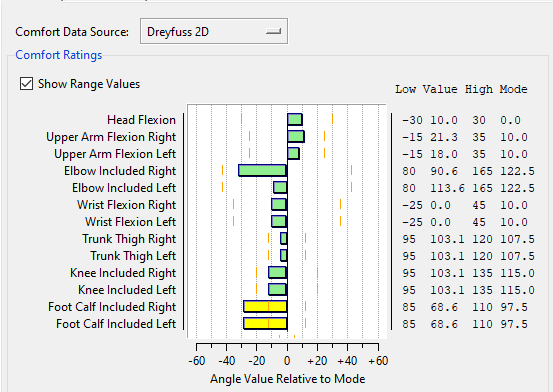 Comfort Data Source: Dreyfuss 2D
Comfort Ratings
Show Range Values
Low Value High Mode
Head Flexion -30 10.0 30 0.0
Upper Arm Flexion Right -15 21.3 35 10.0
Upper Arm Flexion Left -15 18.0 35 10.0
Elbow Included Right 80 90.6 165 122.5
Elbow Included Left 80 113.6 165 122.5
Wrist Flexion Right -25 0.0 45 10.0
Wrist Flexion Left -25 0.0 45 10.0
Trunk Thigh Right 95 103.1 120 107.5
Trunk Thigh Left 95 103.1 120 107.5
Knee Included Right 95 103.1 135 115.0
Knee Included Left 95 103.1 135 115.0
Foot Calf Included Right 85 68.6 110 97.5
Foot Calf Included Left 85 68.6 110 97.5
-60 -40 -20 0 +20 +40 +60
Angle Value Relative to Mode